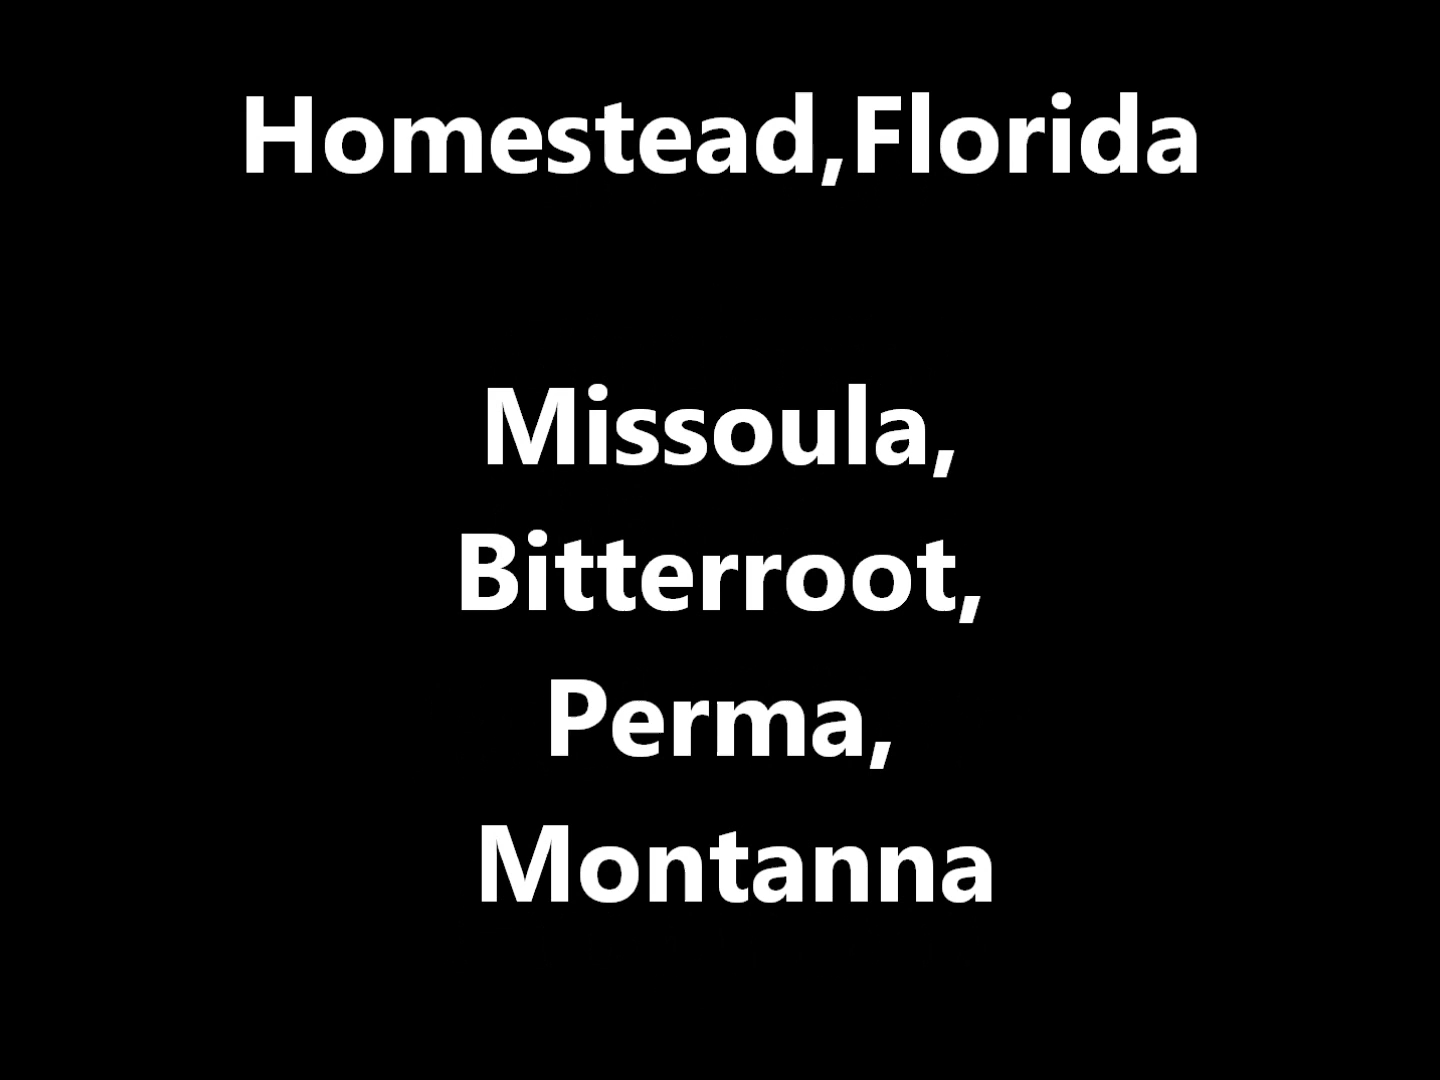 Homestead,Florida
Missoula,
Bitterroot,
Perma,
Montanna